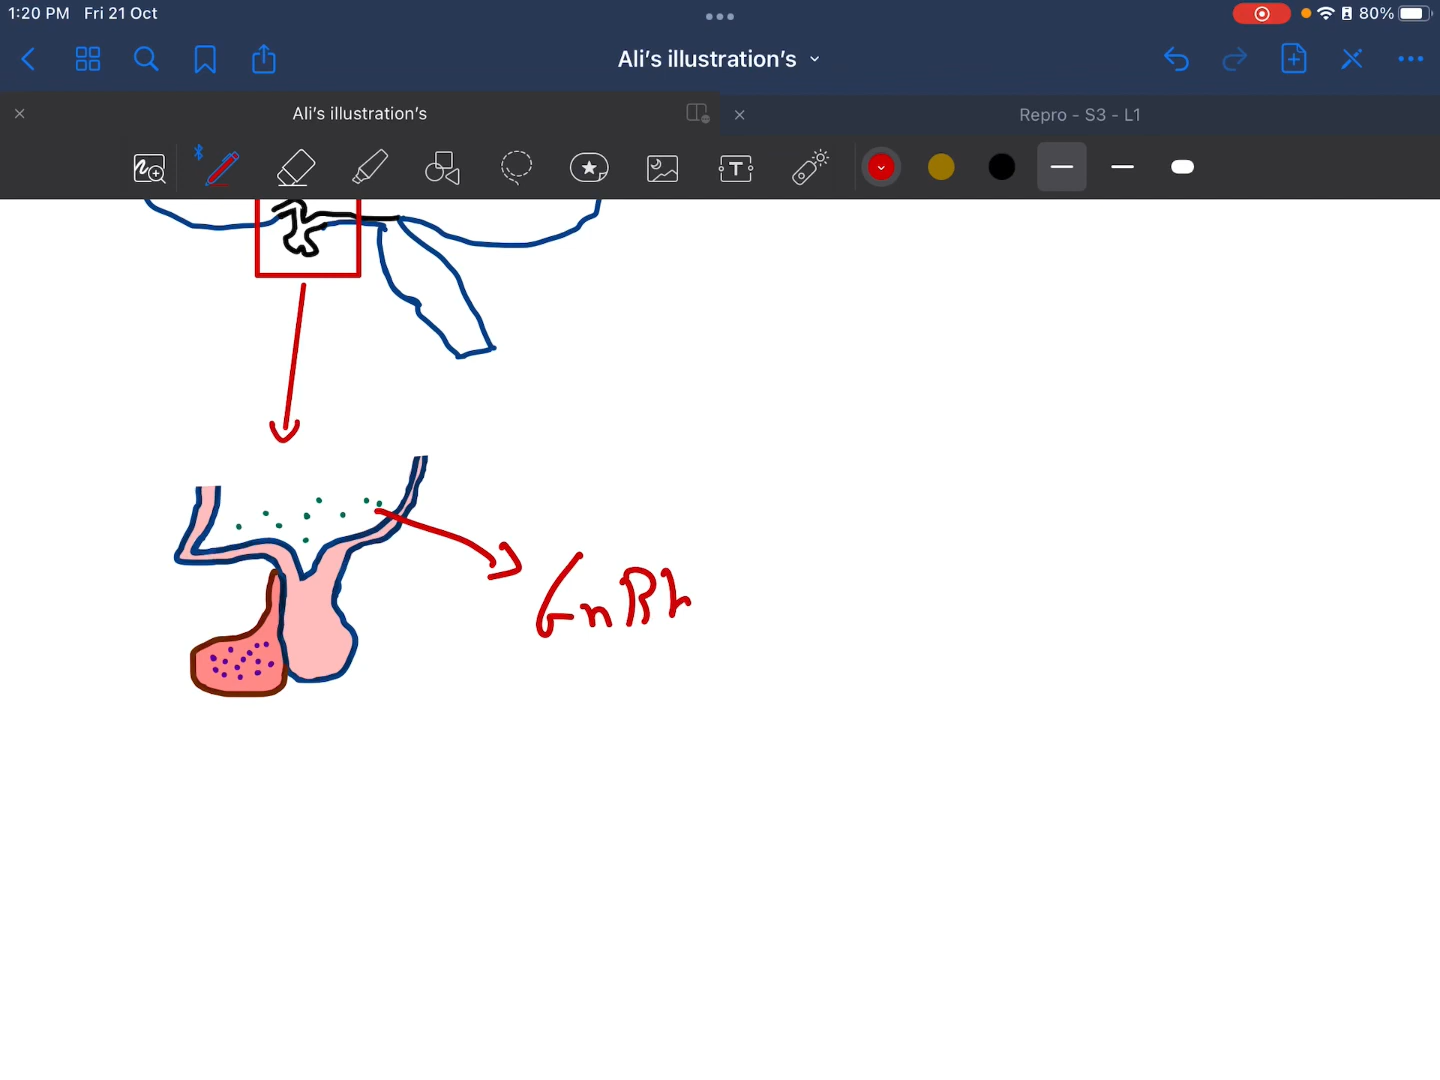 1:20 PM Fri 21 Oct
80%
Ali's illustration's
Ali's illustration's
Repro - S3 - L1
T
GnRh